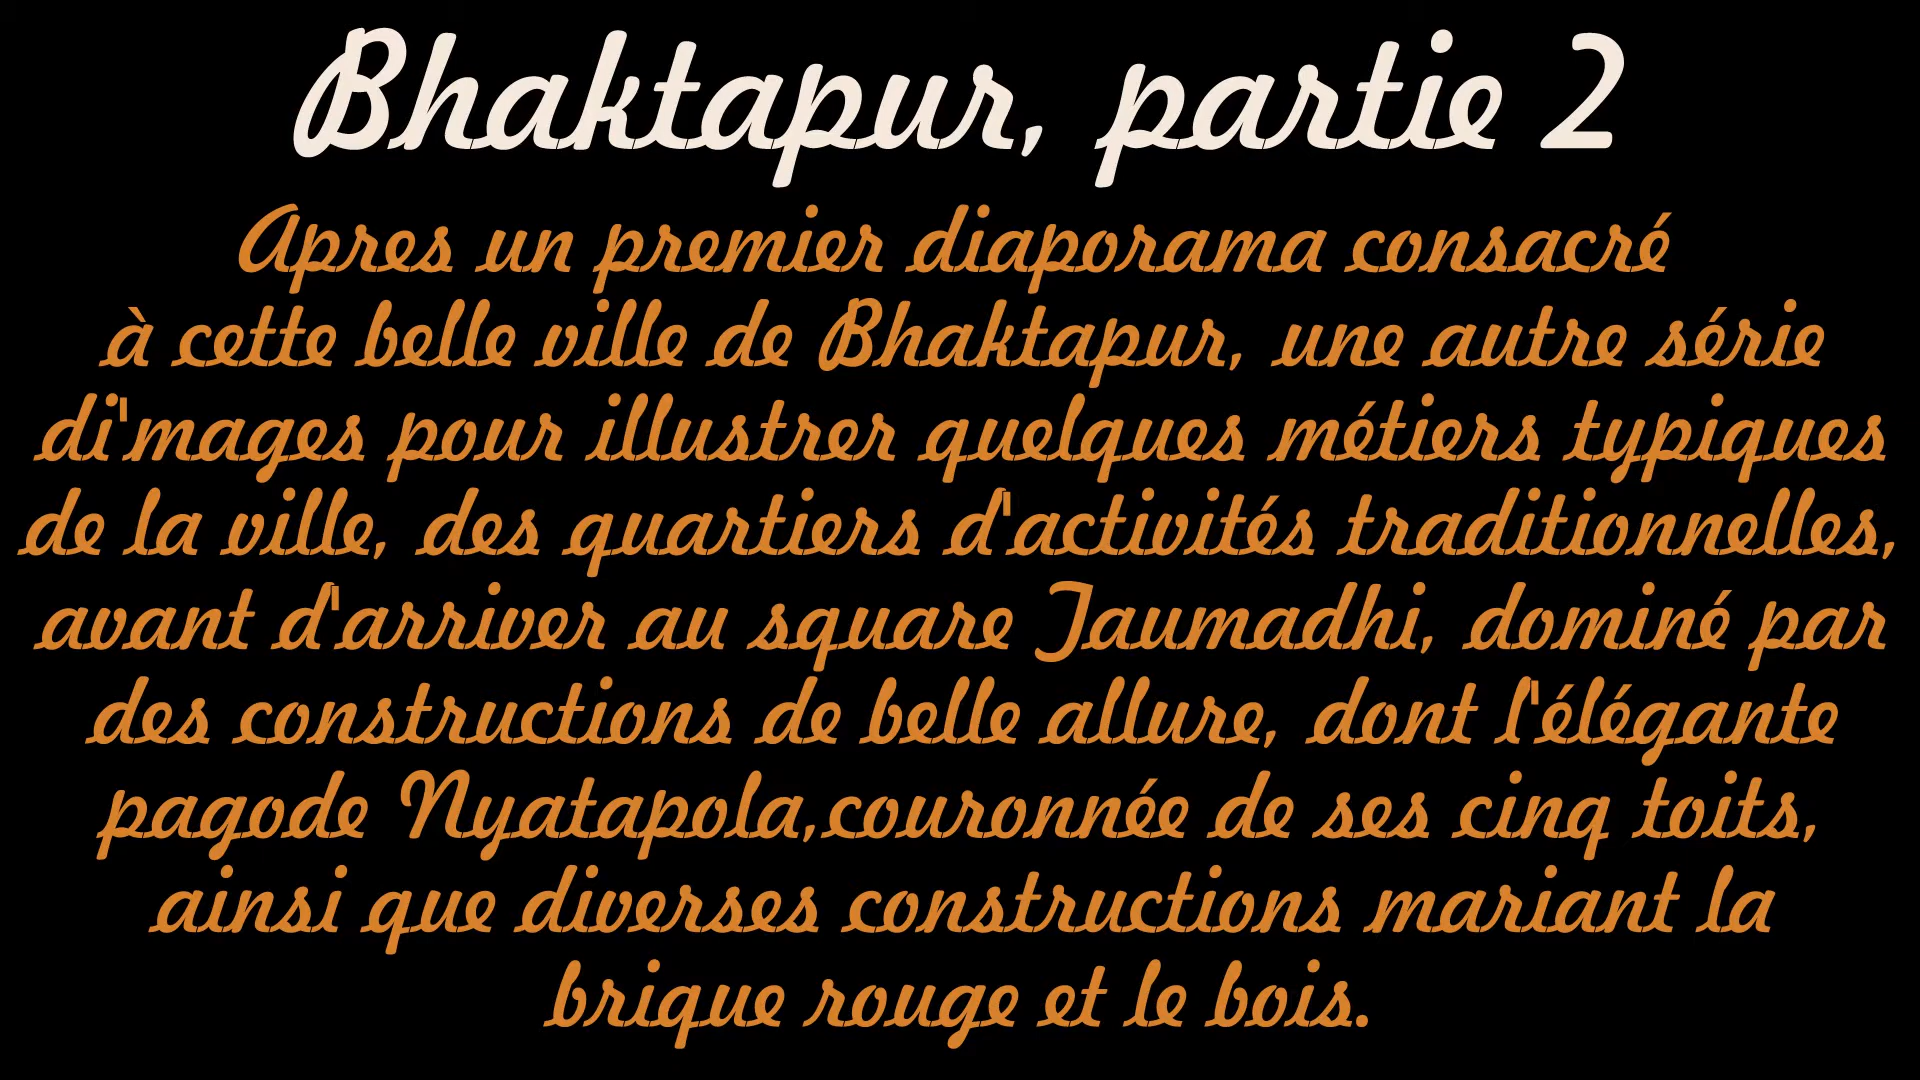 Bhaktapur, partie 2
Apres un premier diaporama consacré
à cette belle ville de Bhaktapur, une autre série
di'mages pour illustrer quelques métiers typiques
de la ville, des quartiers d'activités traditionnelles,
avant d'arriver au square Taumadhi, dominé par
des constructions de belle allure, dont l'élégante
pagode Nyatapola,couronnée de ses cinq toits,
ainsi que diverses constructions mariant la
brique rouge et le bois.